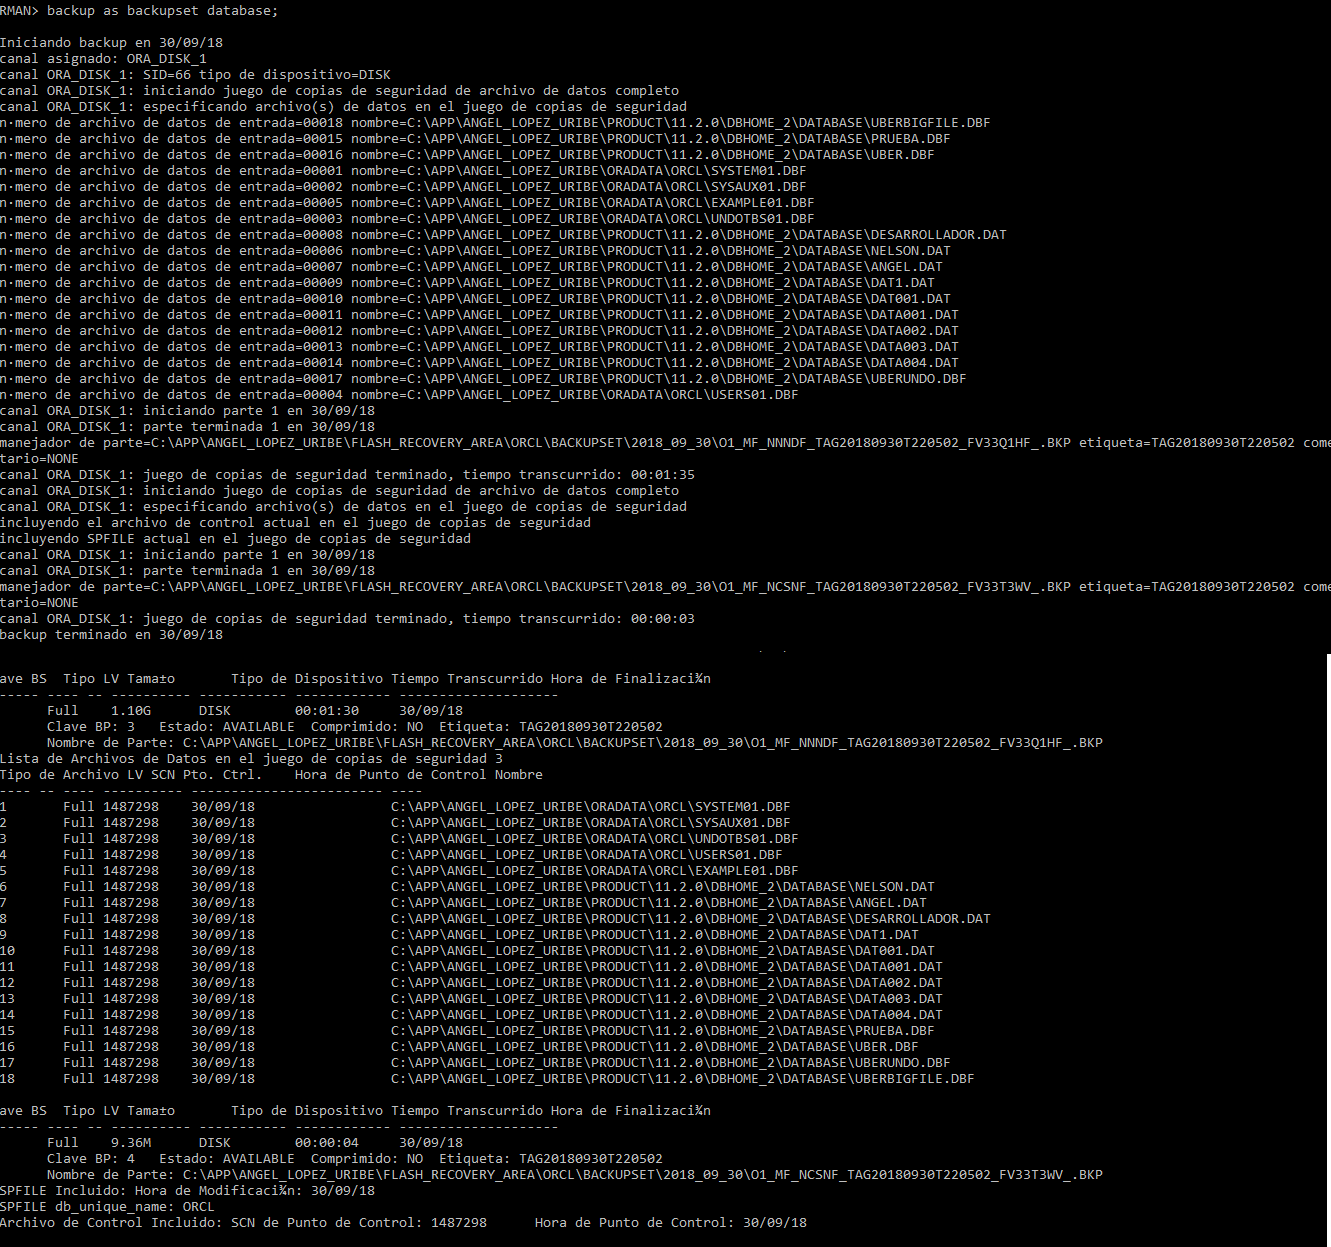 RMAN> backup as backupset database;
Iniciando backup en 30/09/18
canal asignado: ORA_DISK_1
canal ORA_DISK_1: SID=66 tipo de dispositivo=DISK
canal ORA_DISK_1: iniciando juego de copias de seguridad de archivo de datos completo
canal ORA_DISK_1: especificando archivo(s) de datos en el juego de copias de seguridad
n·mero de archivo de datos de entrada=00018 nombre=C:\APP\ANGEL_LOPEZ_URIBE\PRODUCT\11.2.0\DBHOME_2\DATABASE\UBERBIGFILE.DBF
n·mero de archivo de datos de entrada=00015 nombre=C:\APP\ANGEL_LOPEZ_URIBE\PRODUCT\11.2.0\DBHOME_2\DATABASE\PRUEBA.DBF
n·mero de archivo de datos de entrada=00016 nombre=C:\APP\ANGEL_LOPEZ_URIBE\PRODUCT\11.2.0\DBHOME_2\DATABASE\UBER.DBF
n·mero de archivo de datos de entrada=00001 nombre=C:\APP\ANGEL_LOPEZ_URIBE\ORADATA\ORCL\SYSTEM01.DBF
n·mero de archivo de datos de entrada=00002 nombre=C:\APP\ANGEL_LOPEZ_URIBE\ORADATA\ORCL\SYSAUX01.DBF
n·mero de archivo de datos de entrada=00005 nombre=C:\APP\ANGEL_LOPEZ_URIBE\ORADATA\ORCL\EXAMPLE01.DBF
n·mero de archivo de datos de entrada=00003 nombre=C:\APP\ANGEL_LOPEZ_URIBE\ORADATA\ORCL\UNDOTBS01.DBF
n·mero de archivo de datos de entrada=00008 nombre=C:\APP\ANGEL_LOPEZ_URIBE\PRODUCT\11.2.0\DBHOME_2\DATABASE\DESARROLLADOR.DAT
n·mero de archivo de datos de entrada=00006 nombre=C:\APP\ANGEL_LOPEZ_URIBE\PRODUCT\11.2.0\DBHOME_2\DATABASE\NELSON.DAT
n·mero de archivo de datos de entrada=00007 nombre=C:\APP\ANGEL_LOPEZ_URIBE\PRODUCT\11.2.0\DBHOME_2\DATABASE\ANGEL.DAT
n·mero de archivo de datos de entrada=00009 nombre=C:\APP\ANGEL_LOPEZ_URIBE\PRODUCT\11.2.0\DBHOME_2\DATABASE\DAT1.DAT
n·mero de archivo de datos de entrada=00010 nombre=C:\APP\ANGEL_LOPEZ_URIBE\PRODUCT\11.2.0\DBHOME_2\DATABASE\DAT001.DAT
n·mero de archivo de datos de entrada=00011 nombre=C:\APP\ANGEL_LOPEZ_URIBE\PRODUCT\11.2.0\DBHOME_2\DATABASE\DATA001.DAT
n·mero de archivo de datos de entrada=00012 nombre=C:\APP\ANGEL_LOPEZ_URIBE\PRODUCT\11.2.0\DBHOME_2\DATABASE\DATA002.DAT
n·mero de archivo de datos de entrada=00013 nombre=C:\APP\ANGEL_LOPEZ_URIBE\PRODUCT\11.2.0\DBHOME_2\DATABASE\DATA003.DAT
n·mero de archivo de datos de entrada=00014 nombre=C:\APP\ANGEL_LOPEZ_URIBE\PRODUCT\11.2.0\DBHOME_2\DATABASE\DATA004.DAT
n·mero de archivo de datos de entrada=00017 nombre=C:\APP\ANGEL_LOPEZ_URIBE\PRODUCT\11.2.0\DBHOME_2\DATABASE\UBERUNDO.DBF
n·mero de archivo de datos de entrada=00004 nombre=C:\APP\ANGEL_LOPEZ_URIBE\ORADATA\ORCL\USERS01.DBF
canal ORA_DISK_1: iniciando parte 1 en 30/09/18
canal ORA_DISK_1: parte terminada 1 en 30/09/18
manejador de parte=C:\APP\ANGEL_LOPEZ_URIBE\FLASH_RECOVERY_AREA\ORCL\BACKUPSET\2018_09_30\O1_MF_NNNDF_TAG20180930T220502_FV33Q1HF_.BKP etiqueta=TAG20180930T220502 come
tario=NONE
canal ORA_DISK_1: juego de copias de seguridad terminado, tiempo transcurrido: 00:01:35
canal ORA_DISK_1: iniciando juego de copias de seguridad de archivo de datos completo
canal ORA_DISK_1: especificando archivo(s) de datos en el juego de copias de seguridad
incluyendo el archivo de control actual en el juego de copias de seguridad
incluyendo SPFILE actual en el juego de copias de seguridad
canal ORA_DISK_1: iniciando parte 1 en 30/09/18
canal ORA_DISK_1: parte terminada 1 en 30/09/18
manejador de parte=C:\APP\ANGEL_LOPEZ_URIBE\FLASH_RECOVERY_AREA\ORCL\BACKUPSET\2018_09_30\O1_MF_NCSNF_TAG20180930T220502_FV33T3WV_.BKP etiqueta=TAG20180930T220502 come
tario=NONE
canal ORA_DISK_1: juego de copias de seguridad terminado, tiempo transcurrido: 00:00:03
backup terminado en 30/09/18
ave BS  Tipo LV Tama±o       Tipo de Dispositivo Tiempo Transcurrido Hora de Finalizaci¾n
----- ---- -- ---------- ----------- ------------ --------------------
Full    1.10G      DISK        00:01:30     30/09/18
Clave BP: 3   Estado: AVAILABLE  Comprimido: NO  Etiqueta: TAG20180930T220502
Nombre de Parte: C:\APP\ANGEL_LOPEZ_URIBE\FLASH_RECOVERY_AREA\ORCL\BACKUPSET\2018_09_30\O1_MF_NNNDF_TAG20180930T220502_FV33Q1HF_.BKP
Lista de Archivos de Datos en el juego de copias de seguridad 3
Tipo de Archivo LV SCN Pto. Ctrl.    Hora de Punto de Control Nombre
---- -- ---- ---------- ------------------------ ----
1       Full 1487298    30/09/18                 C:\APP\ANGEL_LOPEZ_URIBE\ORADATA\ORCL\SYSTEM01.DBF
2       Full 1487298    30/09/18                 C:\APP\ANGEL_LOPEZ_URIBE\ORADATA\ORCL\SYSAUX01.DBF
3       Full 1487298    30/09/18                 C:\APP\ANGEL_LOPEZ_URIBE\ORADATA\ORCL\UNDOTBS01.DBF
4       Full 1487298    30/09/18                 C:\APP\ANGEL_LOPEZ_URIBE\ORADATA\ORCL\USERS01.DBF
5       Full 1487298    30/09/18                 C:\APP\ANGEL_LOPEZ_URIBE\ORADATA\ORCL\EXAMPLE01.DBF
6       Full 1487298    30/09/18                 C:\APP\ANGEL_LOPEZ_URIBE\PRODUCT\11.2.0\DBHOME_2\DATABASE\NELSON.DAT
7       Full 1487298    30/09/18                 C:\APP\ANGEL_LOPEZ_URIBE\PRODUCT\11.2.0\DBHOME_2\DATABASE\ANGEL.DAT
8       Full 1487298    30/09/18                 C:\APP\ANGEL_LOPEZ_URIBE\PRODUCT\11.2.0\DBHOME_2\DATABASE\DESARROLLADOR.DAT
9       Full 1487298    30/09/18                 C:\APP\ANGEL_LOPEZ_URIBE\PRODUCT\11.2.0\DBHOME_2\DATABASE\DAT1.DAT
10      Full 1487298    30/09/18                 C:\APP\ANGEL_LOPEZ_URIBE\PRODUCT\11.2.0\DBHOME_2\DATABASE\DAT001.DAT
11      Full 1487298    30/09/18                 C:\APP\ANGEL_LOPEZ_URIBE\PRODUCT\11.2.0\DBHOME_2\DATABASE\DATA001.DAT
12      Full 1487298    30/09/18                 C:\APP\ANGEL_LOPEZ_URIBE\PRODUCT\11.2.0\DBHOME_2\DATABASE\DATA002.DAT
13      Full 1487298    30/09/18                 C:\APP\ANGEL_LOPEZ_URIBE\PRODUCT\11.2.0\DBHOME_2\DATABASE\DATA003.DAT
14      Full 1487298    30/09/18                 C:\APP\ANGEL_LOPEZ_URIBE\PRODUCT\11.2.0\DBHOME_2\DATABASE\DATA004.DAT
15      Full 1487298    30/09/18                 C:\APP\ANGEL_LOPEZ_URIBE\PRODUCT\11.2.0\DBHOME_2\DATABASE\PRUEBA.DBF
16      Full 1487298    30/09/18                 C:\APP\ANGEL_LOPEZ_URIBE\PRODUCT\11.2.0\DBHOME_2\DATABASE\UBER.DBF
17      Full 1487298    30/09/18                 C:\APP\ANGEL_LOPEZ_URIBE\PRODUCT\11.2.0\DBHOME_2\DATABASE\UBERUNDO.DBF
18      Full 1487298    30/09/18                 C:\APP\ANGEL_LOPEZ_URIBE\PRODUCT\11.2.0\DBHOME_2\DATABASE\UBERBIGFILE.DBF
ave BS  Tipo LV Tama±o       Tipo de Dispositivo Tiempo Transcurrido Hora de Finalizaci¾n
----- ---- -- ---------- ----------- ------------ --------------------
Full    9.36M      DISK        00:00:04     30/09/18
Clave BP: 4   Estado: AVAILABLE  Comprimido: NO  Etiqueta: TAG20180930T220502
Nombre de Parte: C:\APP\ANGEL_LOPEZ_URIBE\FLASH_RECOVERY_AREA\ORCL\BACKUPSET\2018_09_30\O1_MF_NCSNF_TAG20180930T220502_FV33T3WV_.BKP
SPFILE Incluido: Hora de Modificaci¾n: 30/09/18
SPFILE db_unique_name: ORCL
Archivo de Control Incluido: SCN de Punto de Control: 1487298      Hora de Punto de Control: 30/09/18